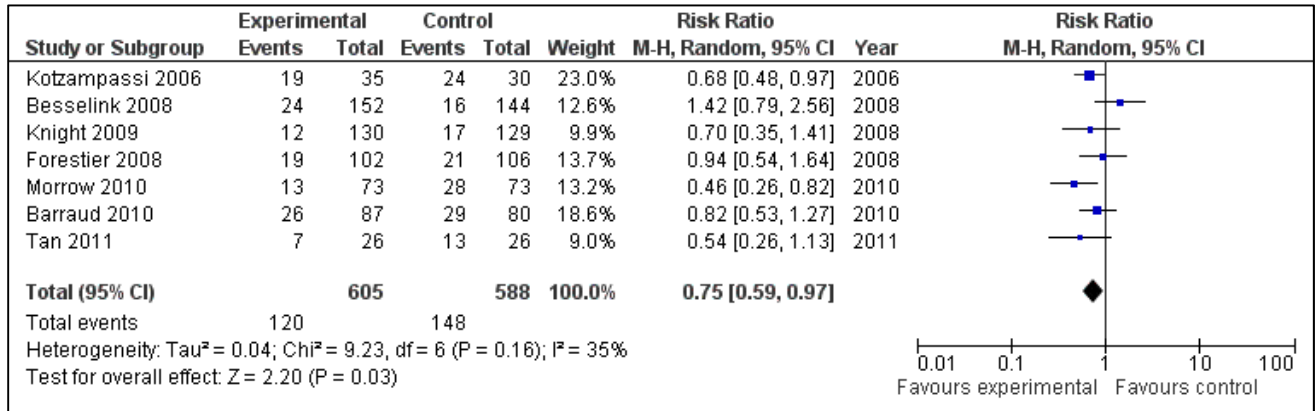 Experimental Control Risk Ratio Risk Ratio
Study or Subgroup Events Total Events Total Weight M-H, Random, 95% CI Year M-H, Random, 95% CI
Kotzampassi 2006 19 35 24 30 23.0% 0.68 [0.48, 0.97] 2006
Besselink 2008 24 152 16 144 12.6% 1.42 [0.79, 2.56] 2008
Knight 2009 12 130 17 129 9.9% 0.70 [0.35, 1.41] 2008
Forestier 2008 19 102 21 106 13.7% 0.94 [0.54, 1.64] 2008
Morrow 2010 13 73 28 73 13.2% 0.46 [0.26, 0.82] 2010
Barraud 2010 26 87 29 80 18.6% 0.82 [0.53, 1.27] 2010
Tan 2011 7 26 13 26 9.0% 0.54 [0.26, 1.13] 2011
Total (95% CI) 605 588 100.0% 0.75 [0.59, 0.97]
Total events 120 148
Heterogeneity: Tau² = 0.04; Chi² = 9.23, df = 6 (P = 0.16); I² = 35%
Test for overall effect: Z = 2.20 (P = 0.03)
0.01 0.1 1 10 100
Favours experimental Favours control